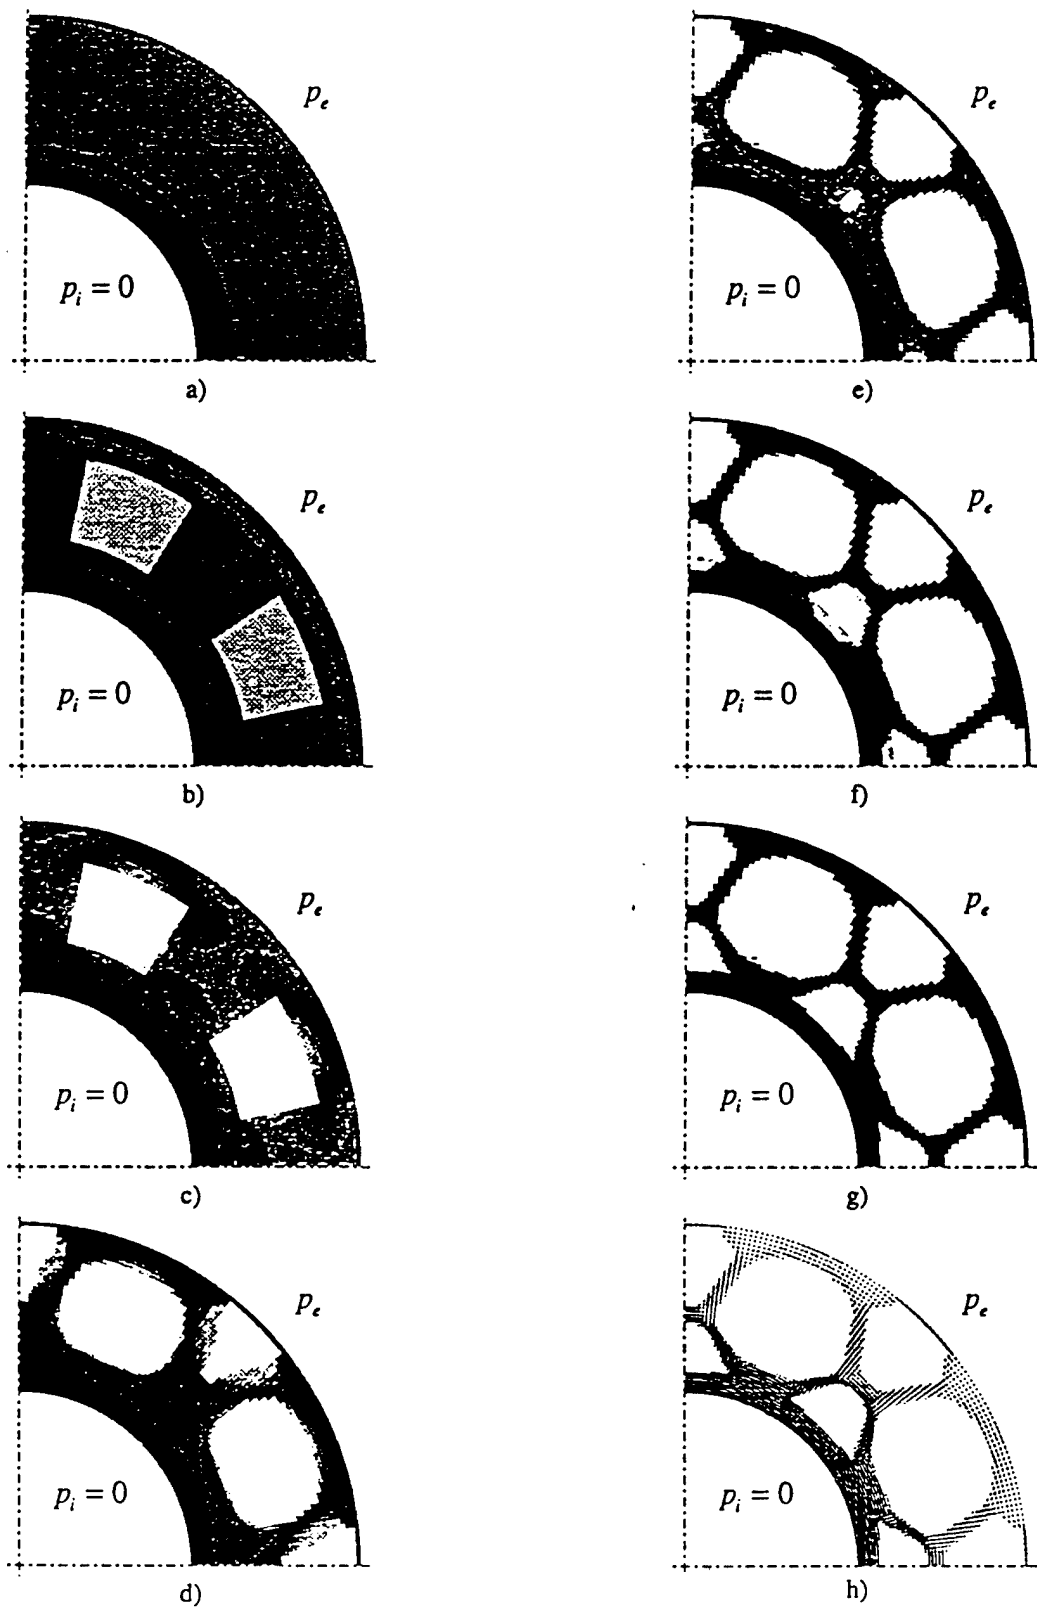 p_e
p_i = 0
a)
p_e
p_i = 0
b)
p_e
p_i = 0
c)
p_e
p_i = 0
d)
p_e
p_i = 0
e)
p_e
p_i = 0
f)
p_e
p_i = 0
g)
p_e
p_i = 0
h)